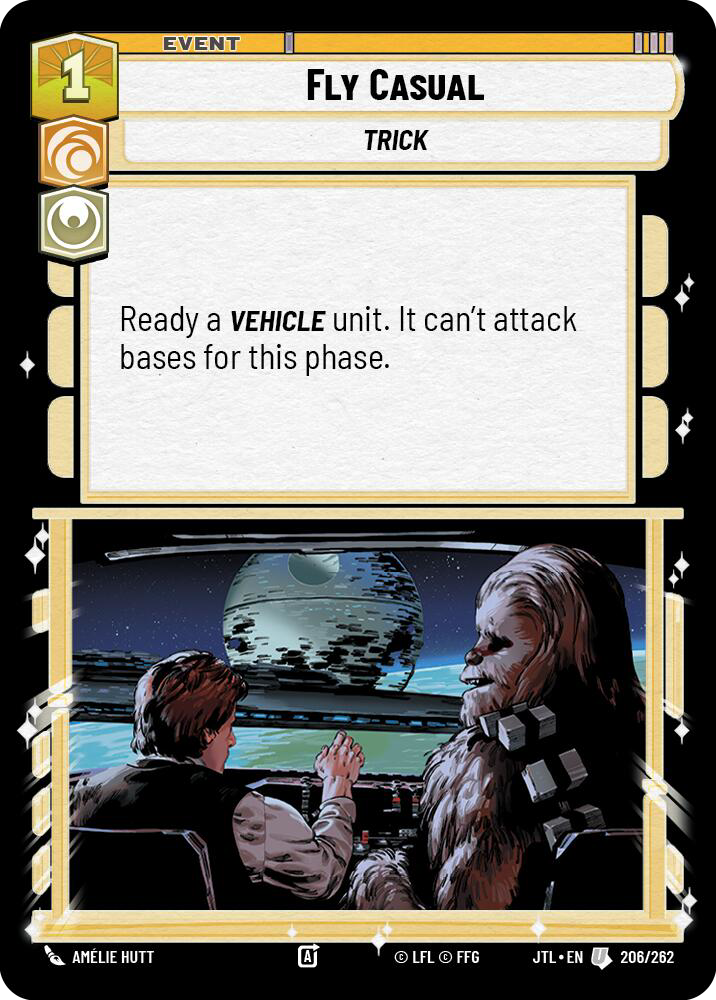 EVENT
1
FLY CASUAL
TRICK
Ready a VEHICLE unit. It can't attack
bases for this phase.
AMÉLIE HUTT
A
© LFL © FFG
JTL • EN
U
206/262